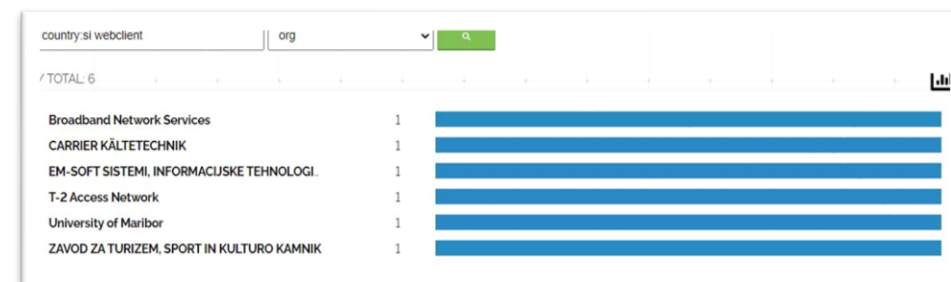 country:si webclient org
/ TOTAL: 6
Broadband Network Services 1
CARRIER KÄLTETECHNIK 1
EM-SOFT SISTEMI, INFORMACIJSKE TEHNOLOGI.. 1
T-2 Access Network 1
University of Maribor 1
ZAVOD ZA TURIZEM, SPORT IN KULTURO KAMNIK 1